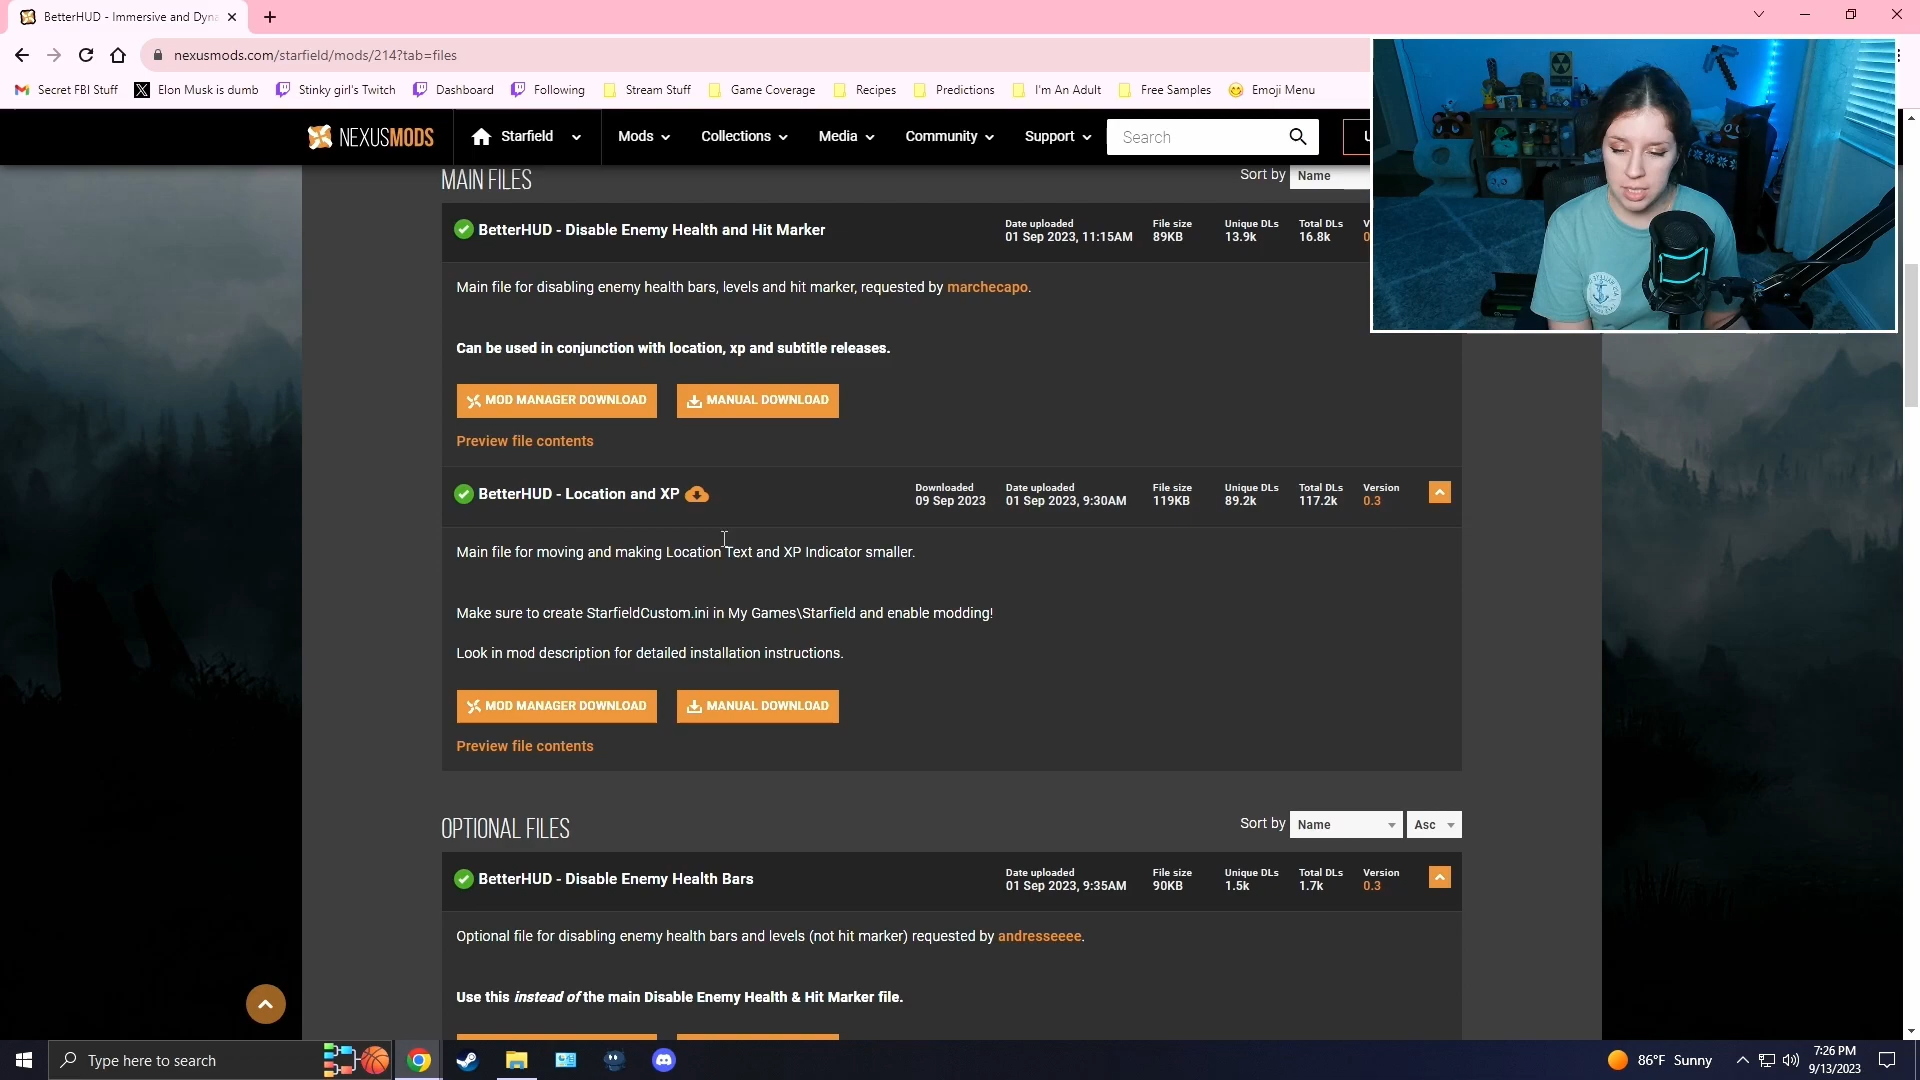 BetterHUD - Immersive and Dyna
nexusmods.com/starfield/mods/214?tab=files
Secret FBI Stuff
Elon Musk is dumb
Stinky girl's Twitch
Dashboard
Following
Stream Stuff
Game Coverage
Recipes
Predictions
I'm An Adult
Free Samples
Emoji Menu
NEXUSMODS
Starfield
Mods
Collections
Media
Community
Support
Search
MAIN FILES
Sort by Name
BetterHUD - Disable Enemy Health and Hit Marker
Date uploaded
01 Sep 2023, 11:15AM
File size
89KB
Unique DLs
13.9k
Total DLs
16.8k
Main file for disabling enemy health bars, levels and hit marker, requested by marchecapo.
Can be used in conjunction with location, xp and subtitle releases.
MOD MANAGER DOWNLOAD
MANUAL DOWNLOAD
Preview file contents
BetterHUD - Location and XP
Downloaded
09 Sep 2023
Date uploaded
01 Sep 2023, 9:30AM
File size
119KB
Unique DLs
89.2k
Total DLs
117.2k
Version
0.3
Main file for moving and making Location Text and XP Indicator smaller.
Make sure to create StarfieldCustom.ini in My Games\Starfield and enable modding!
Look in mod description for detailed installation instructions.
MOD MANAGER DOWNLOAD
MANUAL DOWNLOAD
Preview file contents
OPTIONAL FILES
Sort by Name Asc
BetterHUD - Disable Enemy Health Bars
Date uploaded
01 Sep 2023, 9:35AM
File size
90KB
Unique DLs
1.5k
Total DLs
1.7k
Version
0.3
Optional file for disabling enemy health bars and levels (not hit marker) requested by andresseeee.
Use this instead of the main Disable Enemy Health & Hit Marker file.
Type here to search
86°F Sunny
7:26 PM
9/13/2023